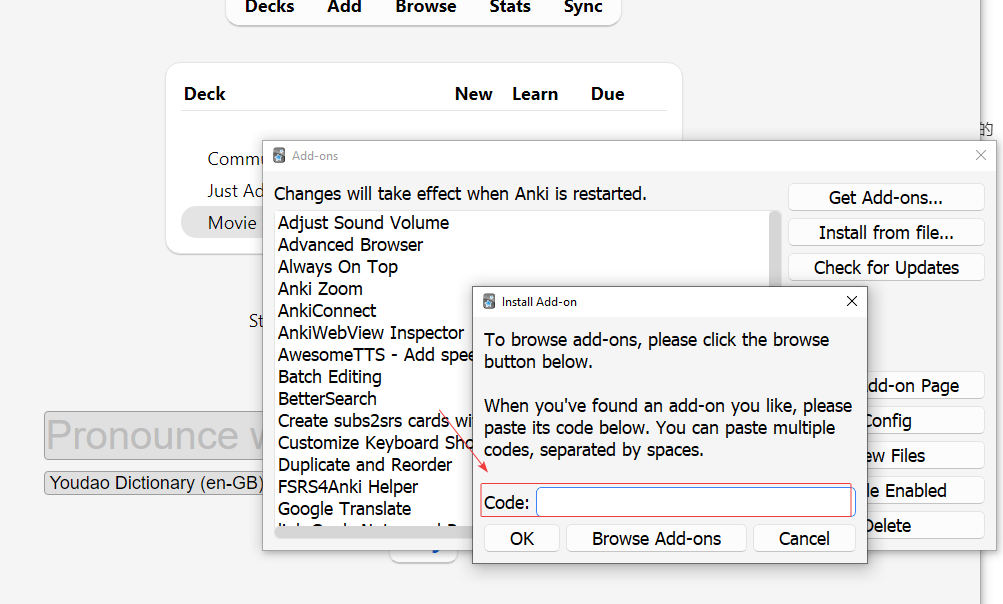 Decks Add Browse Stats Sync
Deck New Learn Due
的
Commu
Just Ad
Movie
Add-ons
Changes will take effect when Anki is restarted.
Adjust Sound Volume
Advanced Browser
Always On Top
Anki Zoom
AnkiConnect
AnkiWebView Inspector
AwesomeTTS - Add spee
Batch Editing
BetterSearch
Create subs2srs cards wi
Customize Keyboard Sho
Duplicate and Reorder
FSRS4Anki Helper
Google Translate
Get Add-ons...
Install from file...
Check for Updates
dd-on Page
Config
ew Files
le Enabled
Delete
Install Add-on
To browse add-ons, please click the browse
button below.
When you've found an add-on you like, please
paste its code below. You can paste multiple
codes, separated by spaces.
Code:
OK Browse Add-ons Cancel
St
Pronounce w
Youdao Dictionary (en-GB)